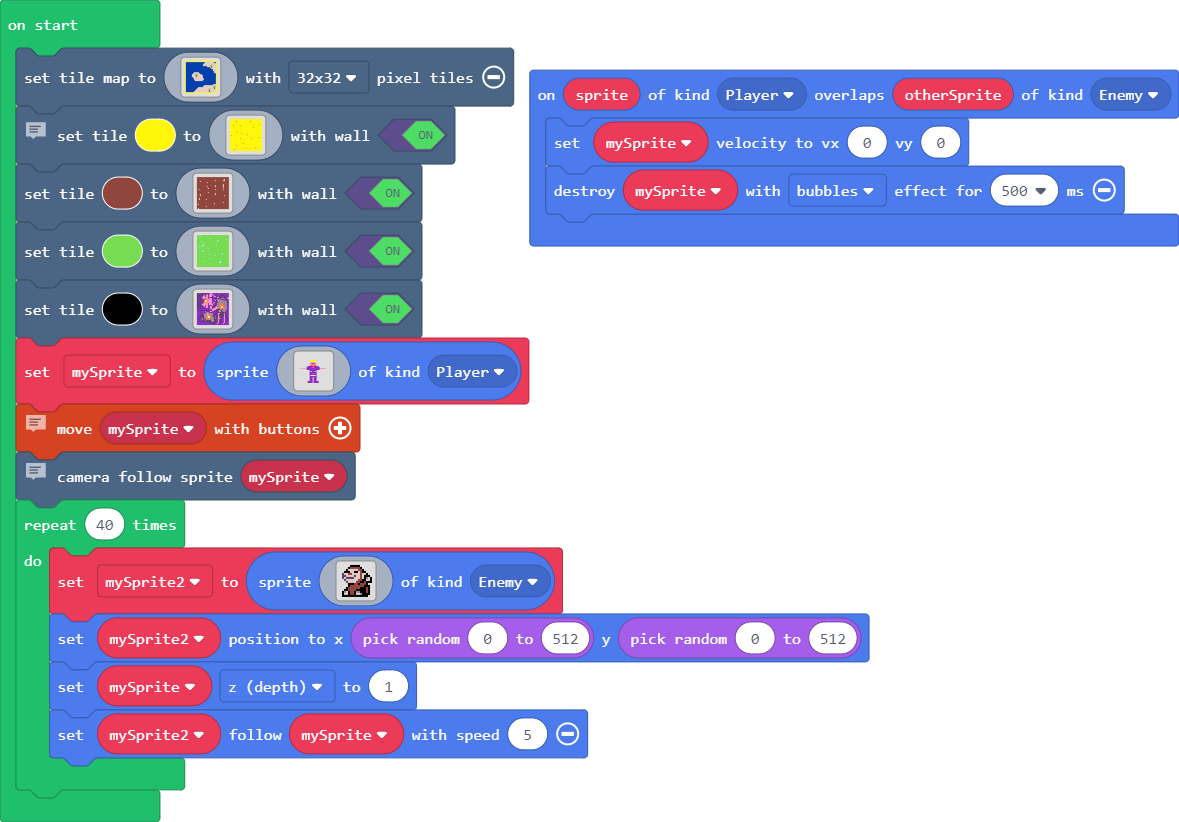 on start
set tile map to with 32x32 pixel tiles
set tile to with wall ON
set tile to with wall ON
set tile to with wall ON
set tile to with wall ON
set mySprite to sprite of kind Player
move mySprite with buttons
camera follow sprite mySprite
repeat 40 times
do
set mySprite2 to sprite of kind Enemy
set mySprite2 position to x pick random 0 to 512 y pick random 0 to 512
set mySprite z (depth) to 1
set mySprite2 follow mySprite with speed 5
on sprite of kind Player overlaps otherSprite of kind Enemy
set mySprite velocity to vx 0 vy 0
destroy mySprite with bubbles effect for 500 ms